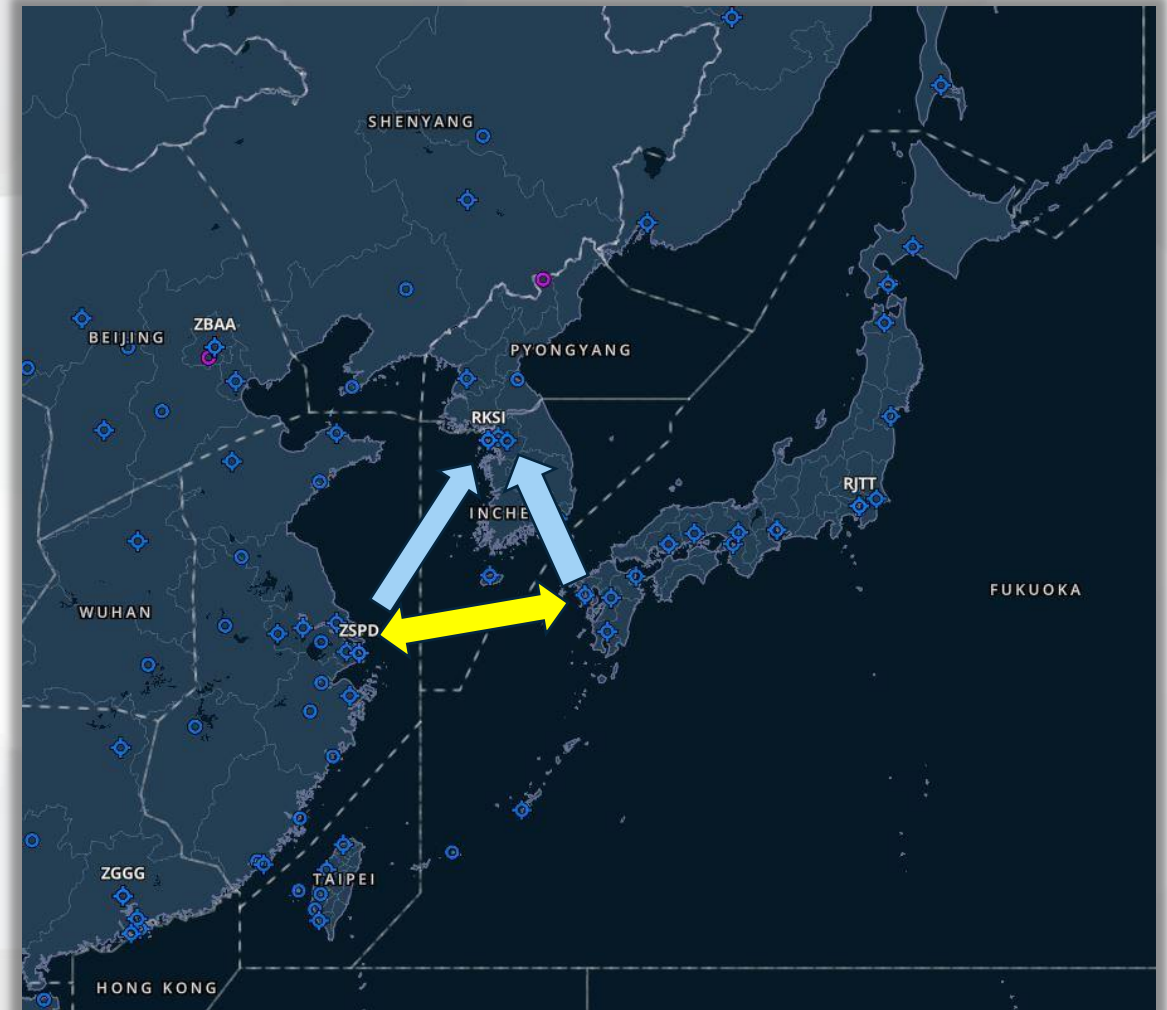 SHENYANG
BEIJING
ZBAA
PYONGYANG
RKSI
RJTT
INCHE
FUKUOKA
WUHAN
ZSPD
ZGGG
TAIPEI
HONG KONG